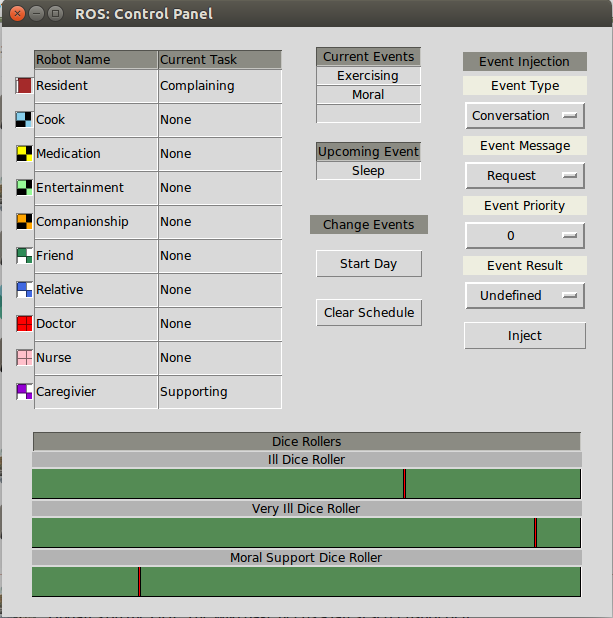 ROS: Control Panel
Robot Name Current Task
Resident Complaining
Cook None
Medication None
Entertainment None
Companionship None
Friend None
Relative None
Doctor None
Nurse None
Caregivier Supporting
Current Events
Exercising
Moral
Upcoming Event
Sleep
Change Events
Start Day
Clear Schedule
Event Injection
Event Type
Conversation
Event Message
Request
Event Priority
0
Event Result
Undefined
Inject
Dice Rollers
Ill Dice Roller
Very Ill Dice Roller
Moral Support Dice Roller